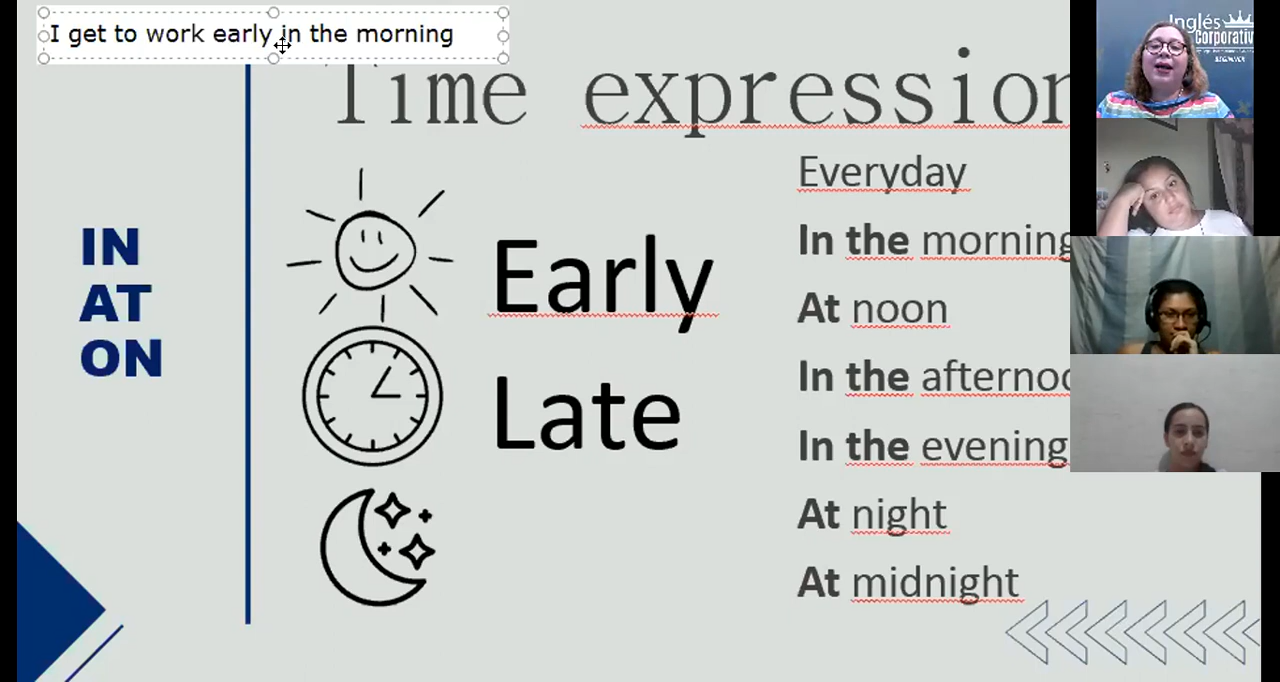 I get to work early in the morning
Time expression
IN
AT
ON
Early
Late
Everyday
In the morning
At noon
In the afternoo
In the evening
At night
At midnight
Inglés
Corporativ
BEGINNER